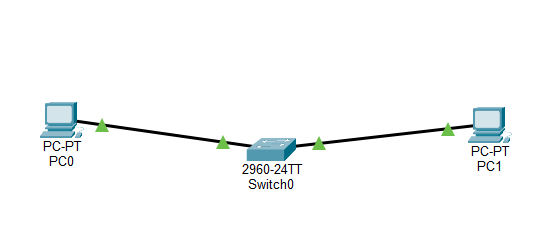 PC-PT
PC0
2960-24TT
Switch0
PC-PT
PC1